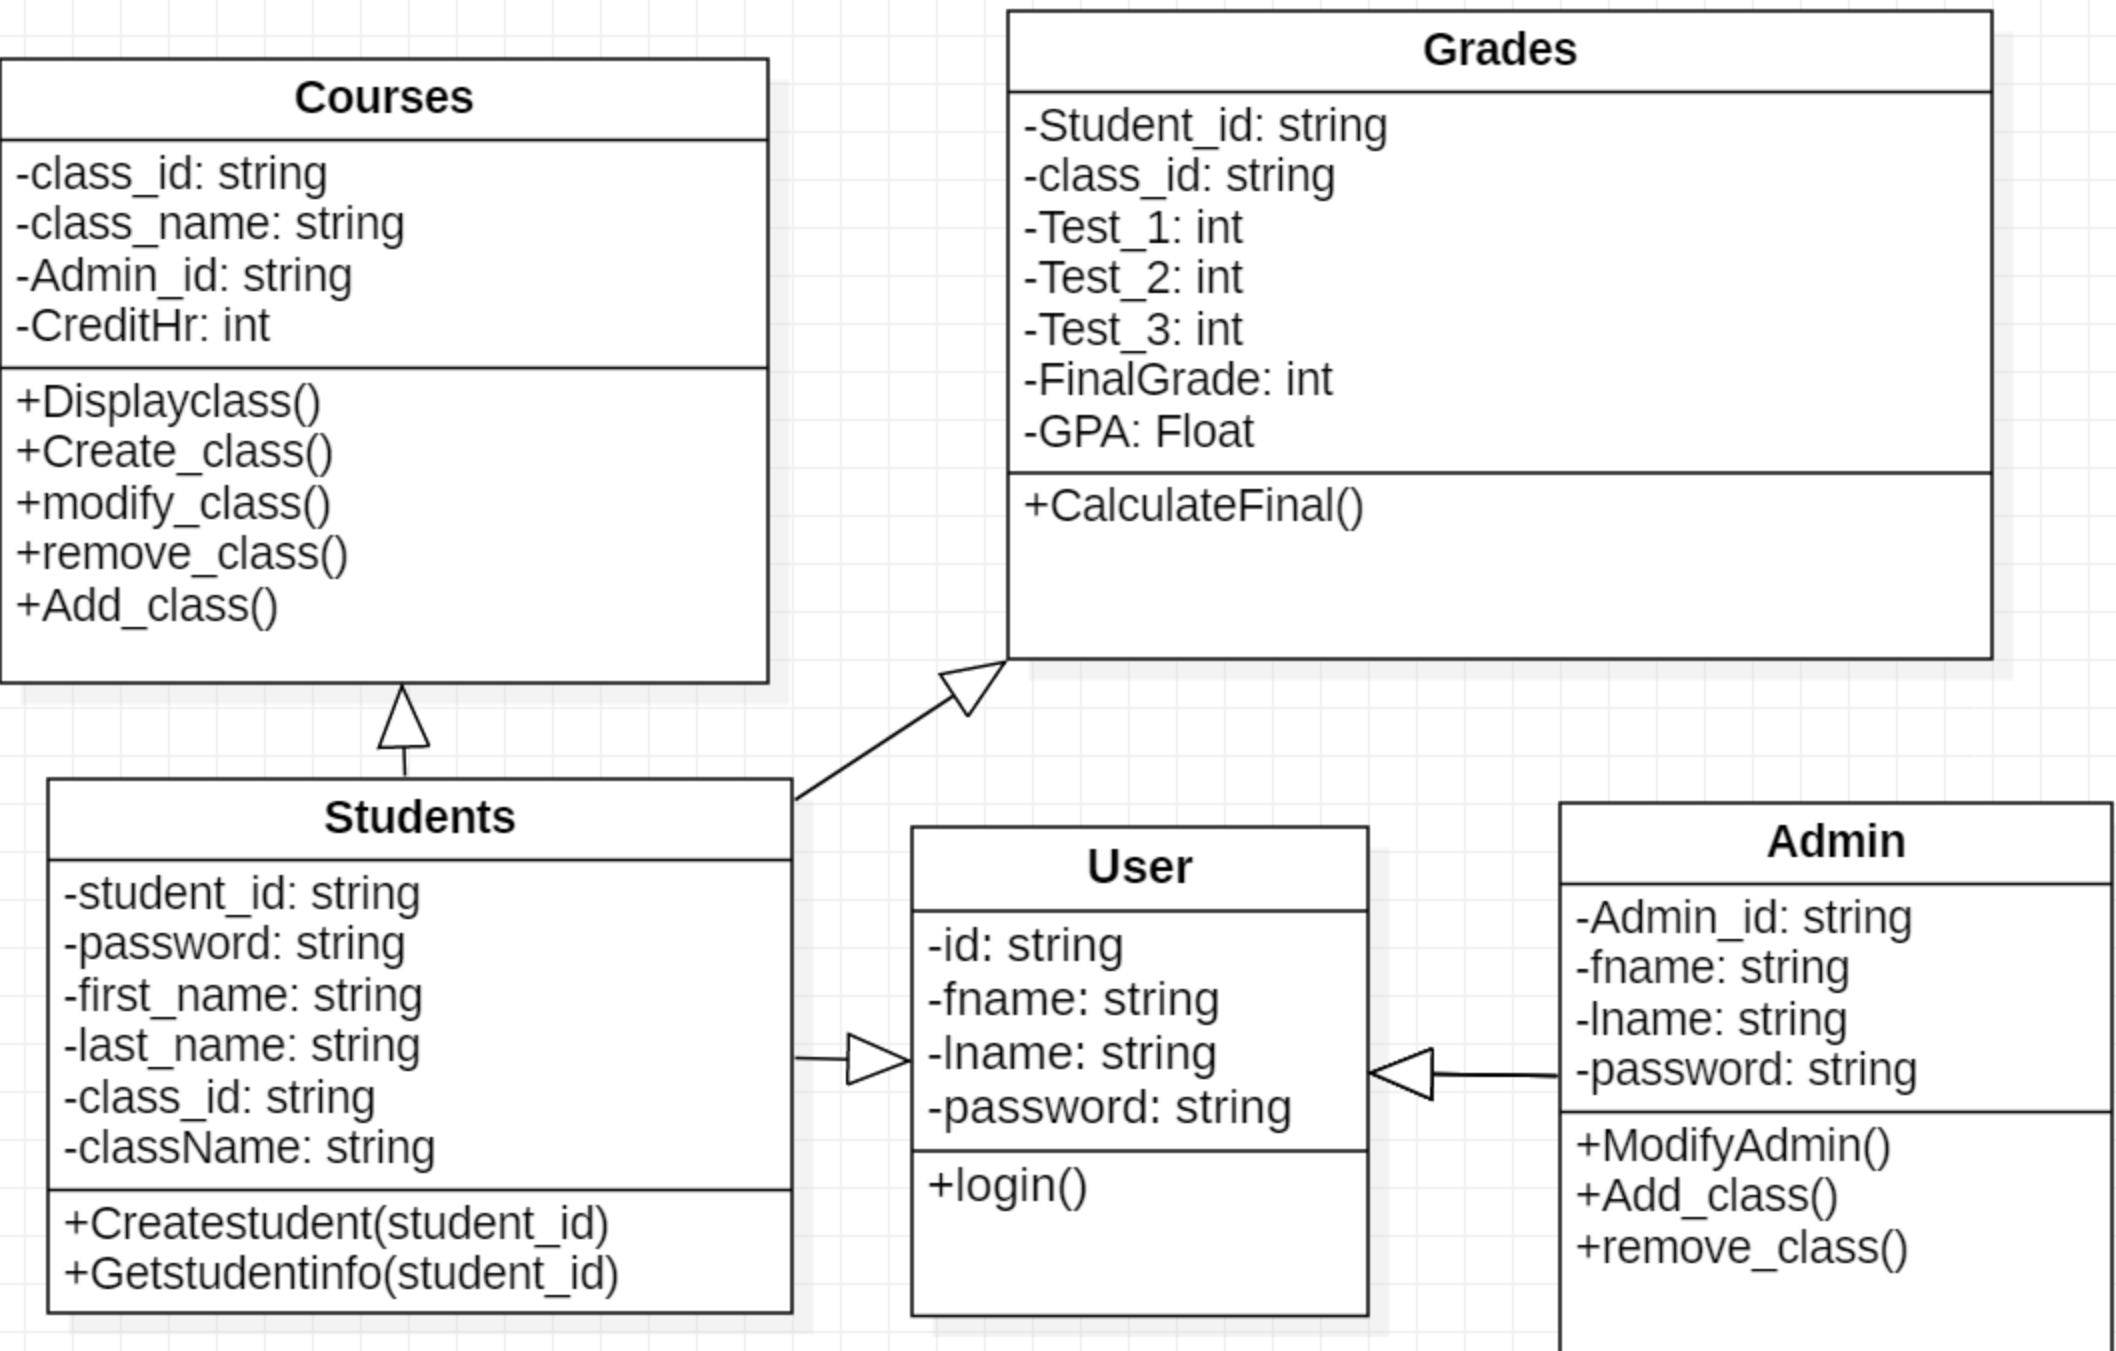 Courses
-class_id: string
-class_name: string
-Admin_id: string
-CreditHr: int
+Displayclass()
+Create_class()
+modify_class()
+remove_class()
+Add_class()
Grades
-Student_id: string
-class_id: string
-Test_1: int
-Test_2: int
-Test_3: int
-FinalGrade: int
-GPA: Float
+CalculateFinal()
Students
-student_id: string
-password: string
-first_name: string
-last_name: string
-class_id: string
-className: string
+Createstudent(student_id)
+Getstudentinfo(student_id)
User
-id: string
-fname: string
-lname: string
-password: string
+login()
Admin
-Admin_id: string
-fname: string
-lname: string
-password: string
+ModifyAdmin()
+Add_class()
+remove_class()